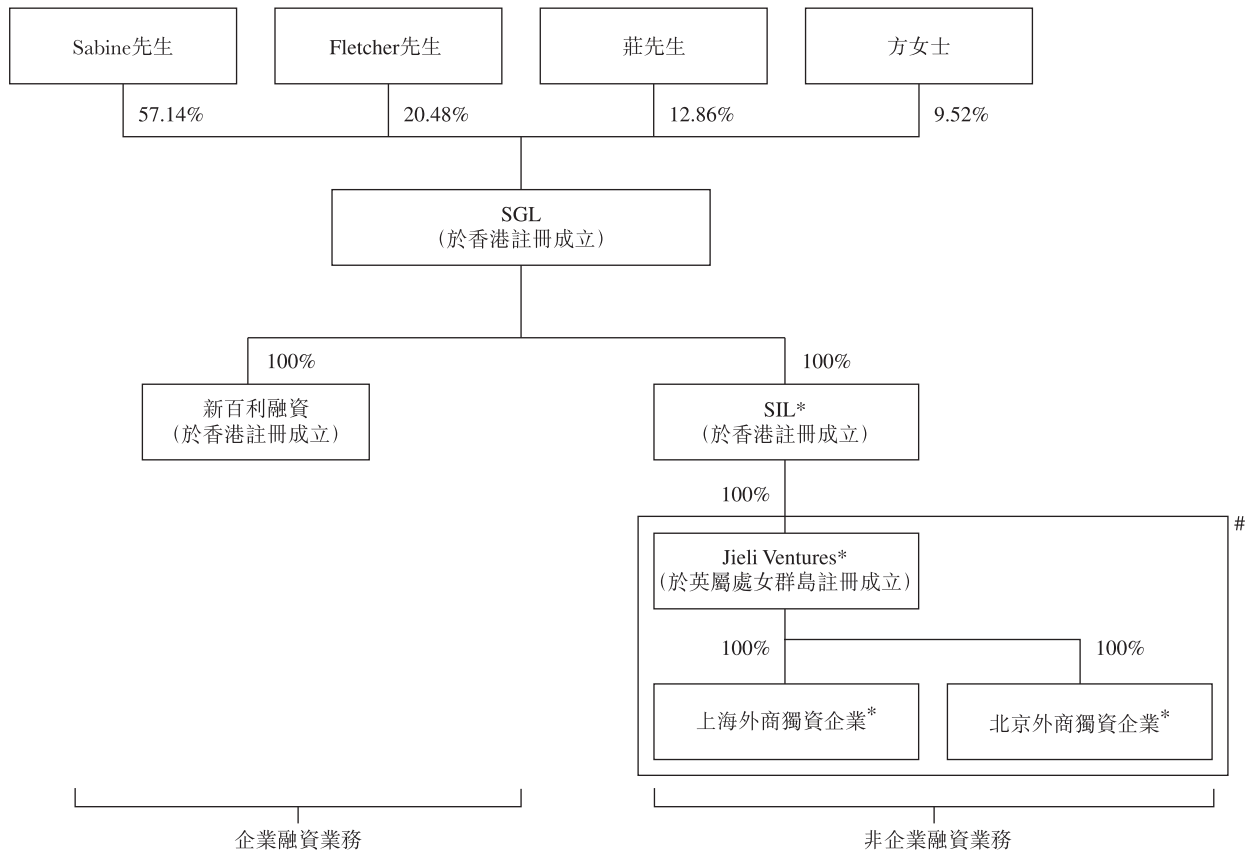 Sabine先生
Fletcher先生
莊先生
方女士
57.14%
20.48%
12.86%
9.52%
SGL
(於香港註冊成立)
100%
100%
新百利融資
(於香港註冊成立)
SIL*
(於香港註冊成立)
100%
#
Jieli Ventures*
(於英屬處女群島註冊成立)
100%
100%
上海外商獨資企業*
北京外商獨資企業*
企業融資業務
非企業融資業務